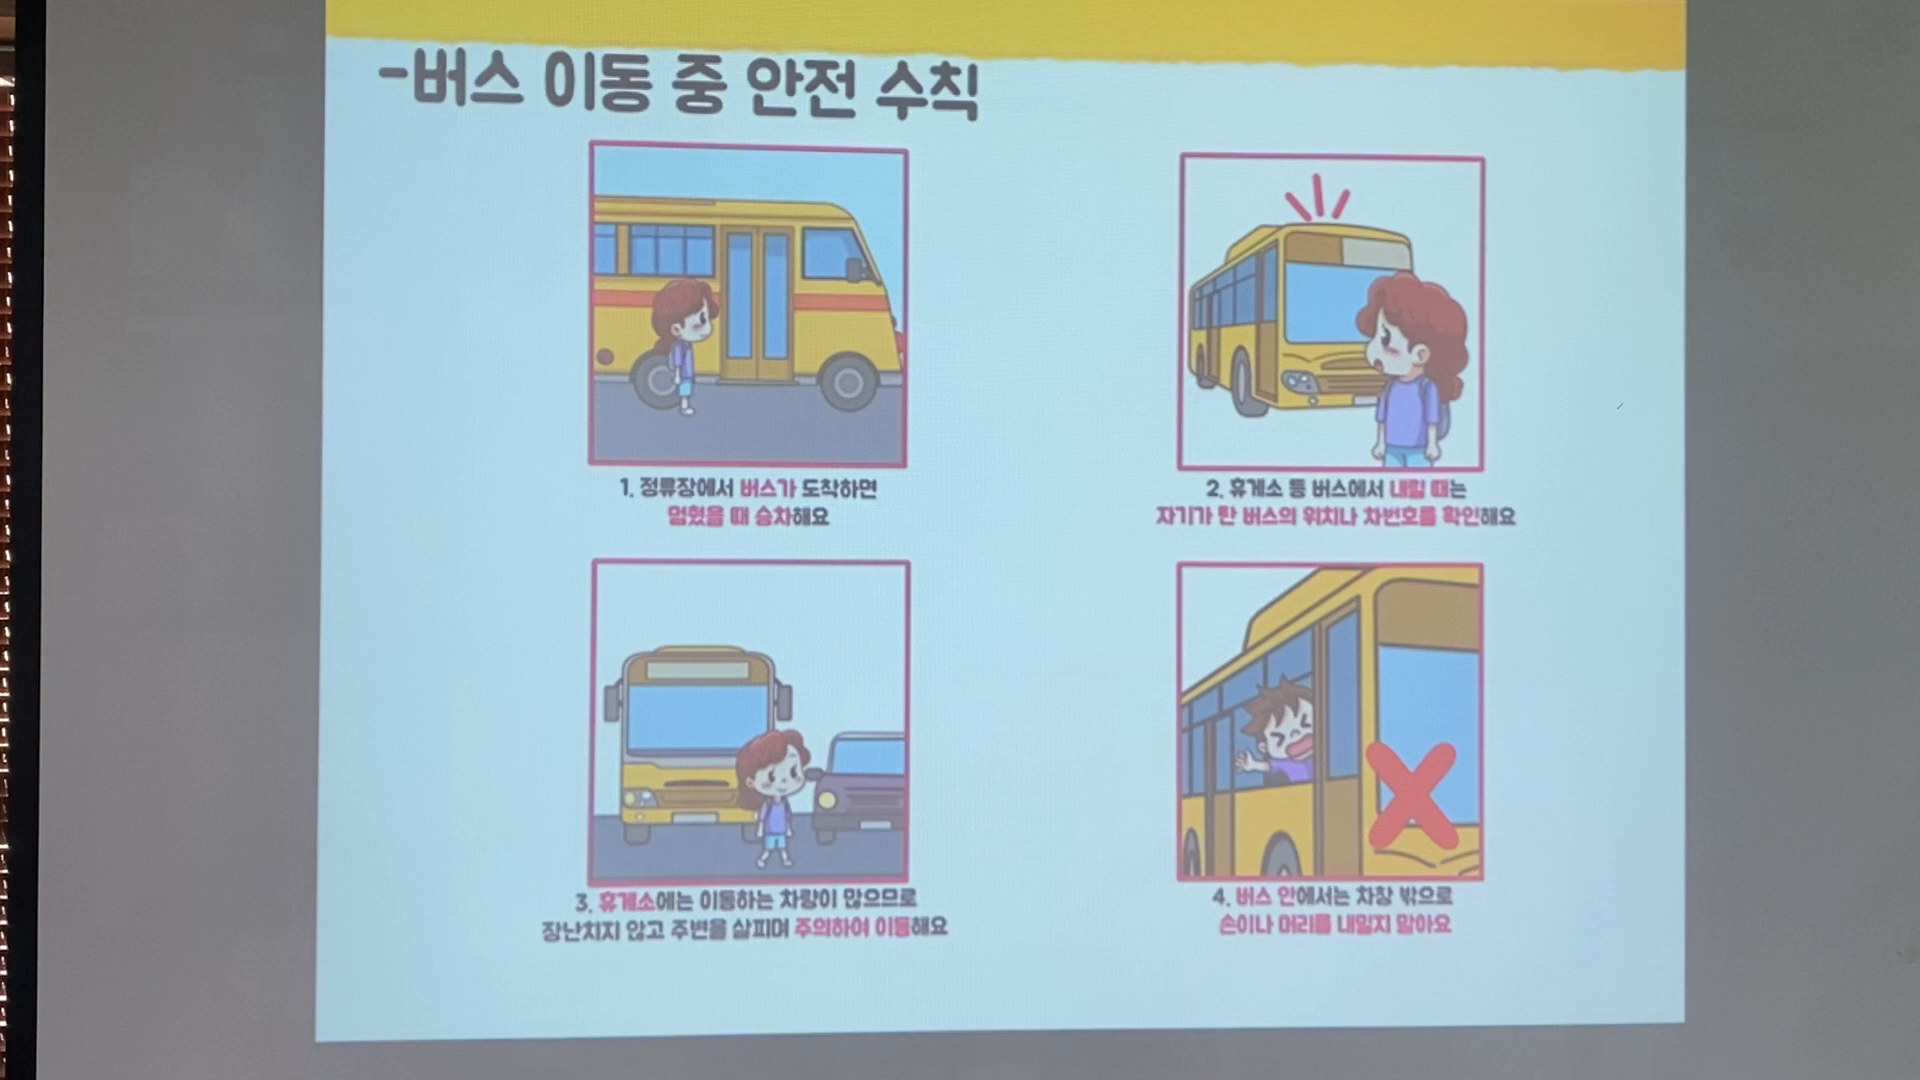 -버스 이동 중 안전 수칙
1. 정류장에서 버스가 도착하면
멈췄을 때 승차해요
2. 휴게소 등 버스에서 내릴 때는
자기가 탄 버스의 위치나 차번호를 확인해요
3. 휴게소에는 이동하는 차량이 많으므로
장난치지 않고 주변을 살피며 주의하여 이동해요
4. 버스 안에서는 차창 밖으로
손이나 머리를 내밀지 말아요